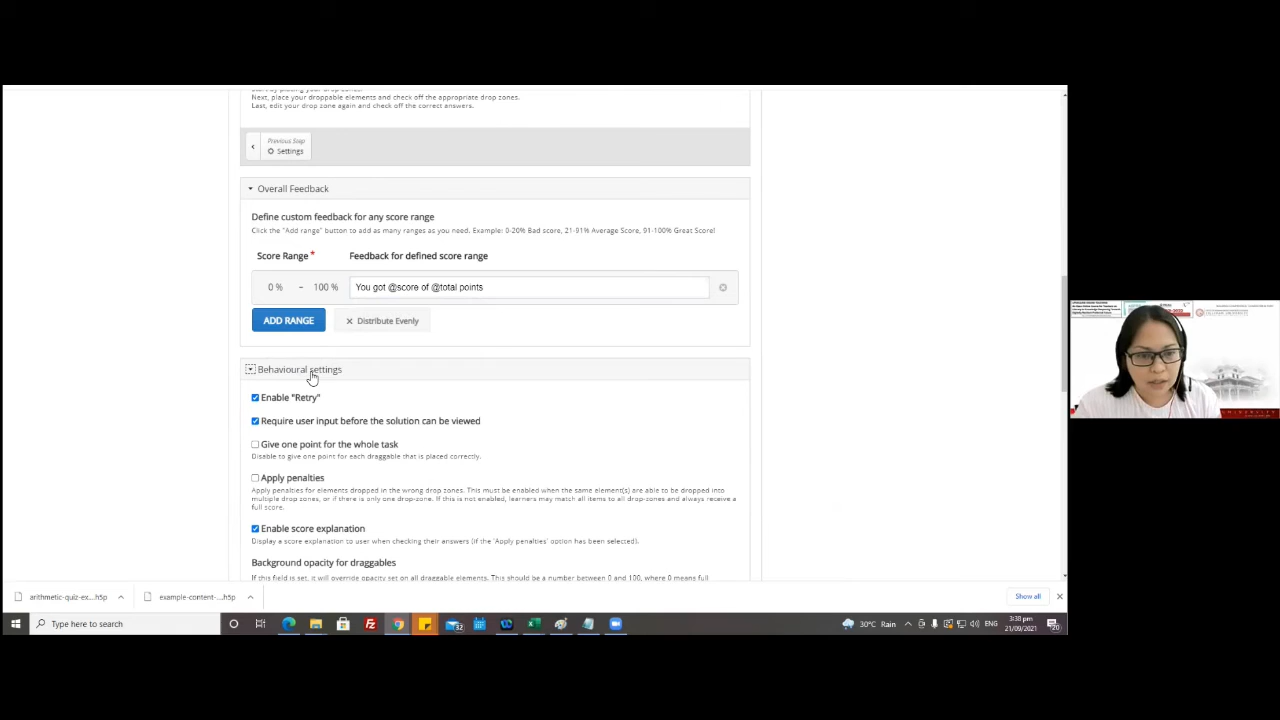 Next, place your droppable elements and check off the appropriate drop zones.
Last, edit your drop zone again and check off the correct answers.
Previous Step
Settings
Overall Feedback
Define custom feedback for any score range
Click the "Add range" button to add as many ranges as you need. Example: 0-20% Bad score, 21-91% Average Score, 91-100% Great Score!
Score Range * Feedback for defined score range
0 % – 100 % You got @score of @total points
ADD RANGE Distribute Evenly
Behavioural settings
Enable "Retry"
Require user input before the solution can be viewed
Give one point for the whole task
Disable to give one point for each draggable that is placed correctly.
Apply penalties
Apply penalties for elements dropped in the wrong drop zones. This must be enabled when the same element(s) are able to be dropped into
multiple drop zones, or if there is only one drop-zone. If this is not enabled, learners may match all items to all drop-zones and always receive a
full score.
Enable score explanation
Display a score explanation to user when checking their answers (if the 'Apply penalties' option has been selected).
Background opacity for draggables
If this field is set, it will override opacity set on all draggable elements. This should be a number between 0 and 100, where 0 means full
arithmetic-quiz-ex....h5p example-content-....h5p Show all
Type here to search 32 30°C Rain ENG 3:38 pm
21/09/2021 20